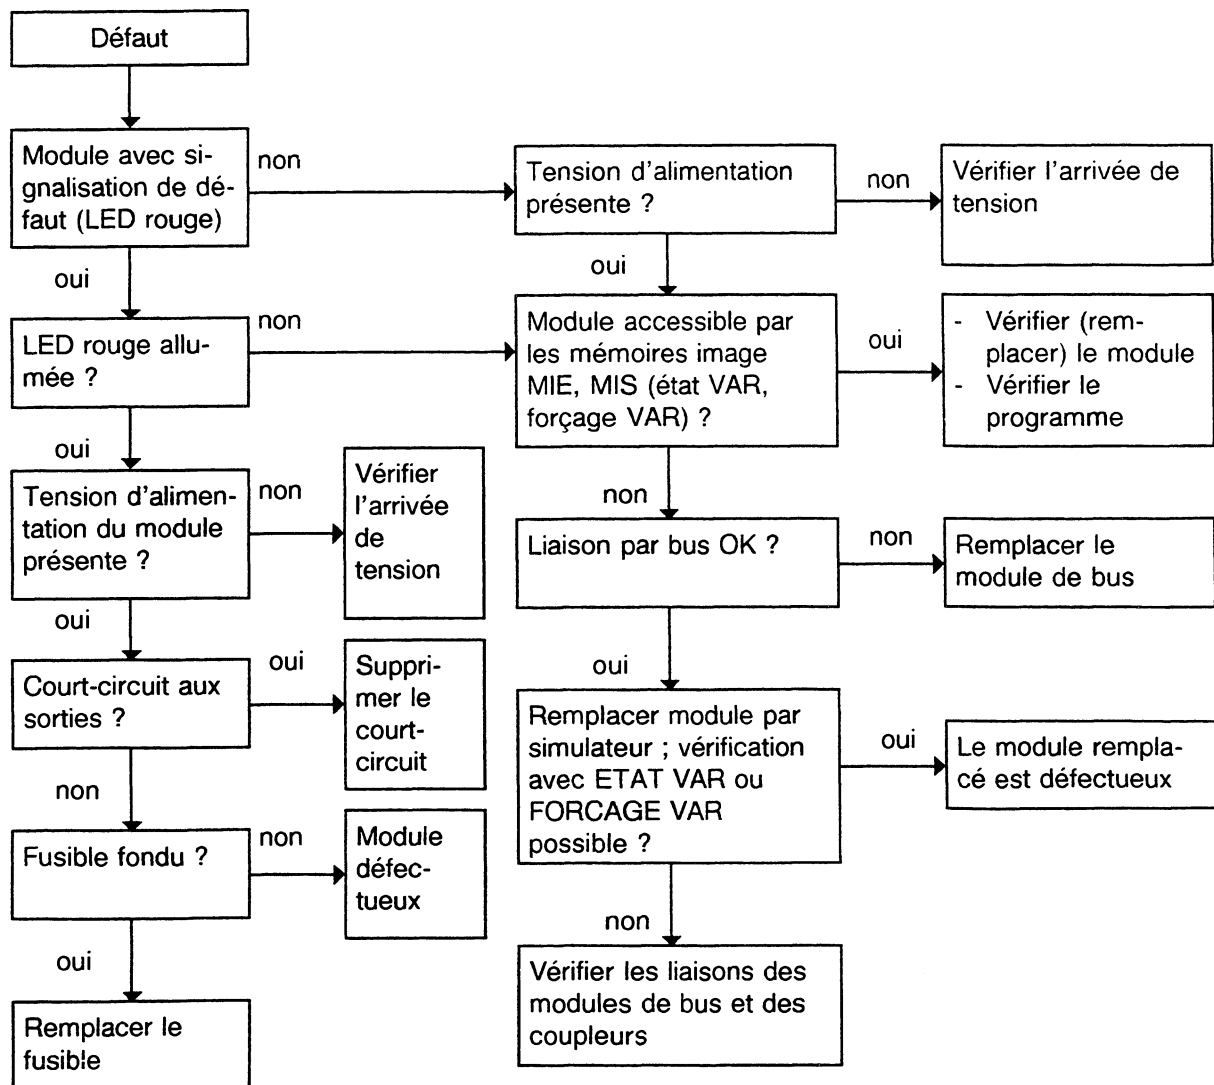 Défaut
Module avec si-
gnalisation de dé-
faut (LED rouge)
non
Tension d'alimentation
présente ?
non
Vérifier l'arrivée de
tension
oui
oui
LED rouge allu-
mée ?
non
Module accessible par
les mémoires image
MIE, MIS (état VAR,
forçage VAR) ?
oui
- Vérifier (rem-
placer) le module
- Vérifier le
programme
oui
Tension d'alimen-
tation du module
présente ?
non
Vérifier
l'arrivée
de
tension
non
Liaison par bus OK ?
non
Remplacer le
module de bus
oui
Court-circuit aux
sorties ?
oui
Suppri-
mer le
court-
circuit
oui
Remplacer module par
simulateur ; vérification
avec ETAT VAR ou
FORCAGE VAR
possible ?
oui
Le module rempla-
cé est défectueux
non
Fusible fondu ?
non
Module
défec-
tueux
non
Vérifier les liaisons des
modules de bus et des
coupleurs
oui
Remplacer le
fusible